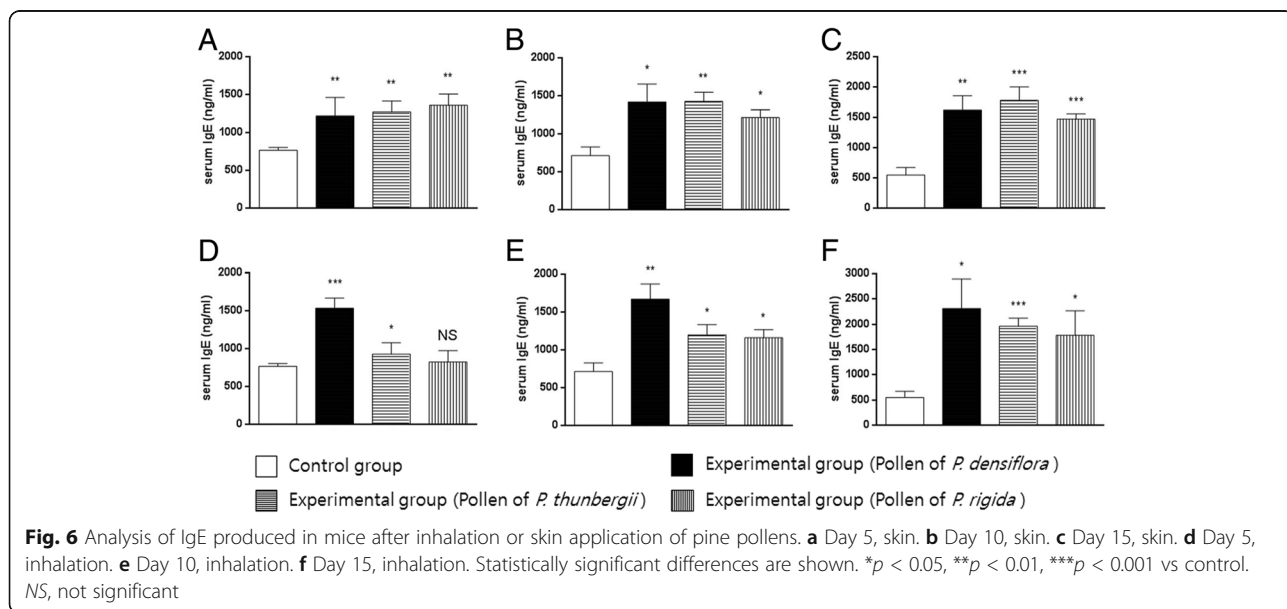 A
B
C
2000
1500
1000
500
0
serum IgE (ng/ml)
**
**
**
2000
1500
1000
500
0
serum IgE (ng/ml)
*
**
*
2500
2000
1500
1000
500
0
serum IgE (ng/ml)
**
***
***
D
E
F
2000
1500
1000
500
0
serum IgE (ng/ml)
***
*
NS
2000
1500
1000
500
0
serum IgE (ng/ml)
**
*
*
3000
2500
2000
1500
1000
500
0
serum IgE (ng/ml)
*
***
*
Control group
Experimental group (Pollen of P. densiflora )
Experimental group (Pollen of P. thunbergii )
Experimental group (Pollen of P. rigida )
Fig. 6 Analysis of IgE produced in mice after inhalation or skin application of pine pollens. a Day 5, skin. b Day 10, skin. c Day 15, skin. d Day 5,
inhalation. e Day 10, inhalation. f Day 15, inhalation. Statistically significant differences are shown. *p < 0.05, **p < 0.01, ***p < 0.001 vs control.
NS, not significant